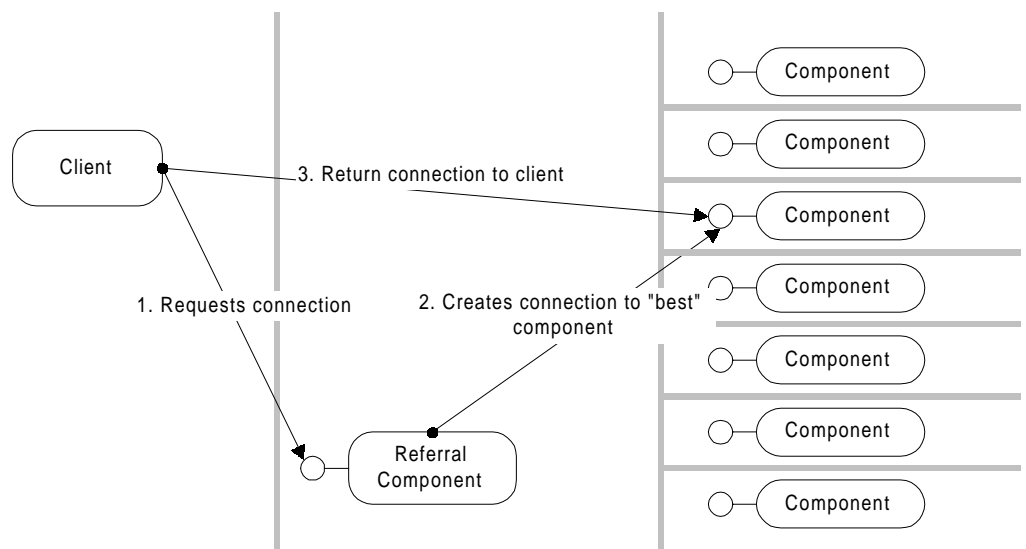 Component
Component
Client
3. Return connection to client
Component
Component
1. Requests connection
2. Creates connection to "best"
component
Component
Component
Referral
Component
Component